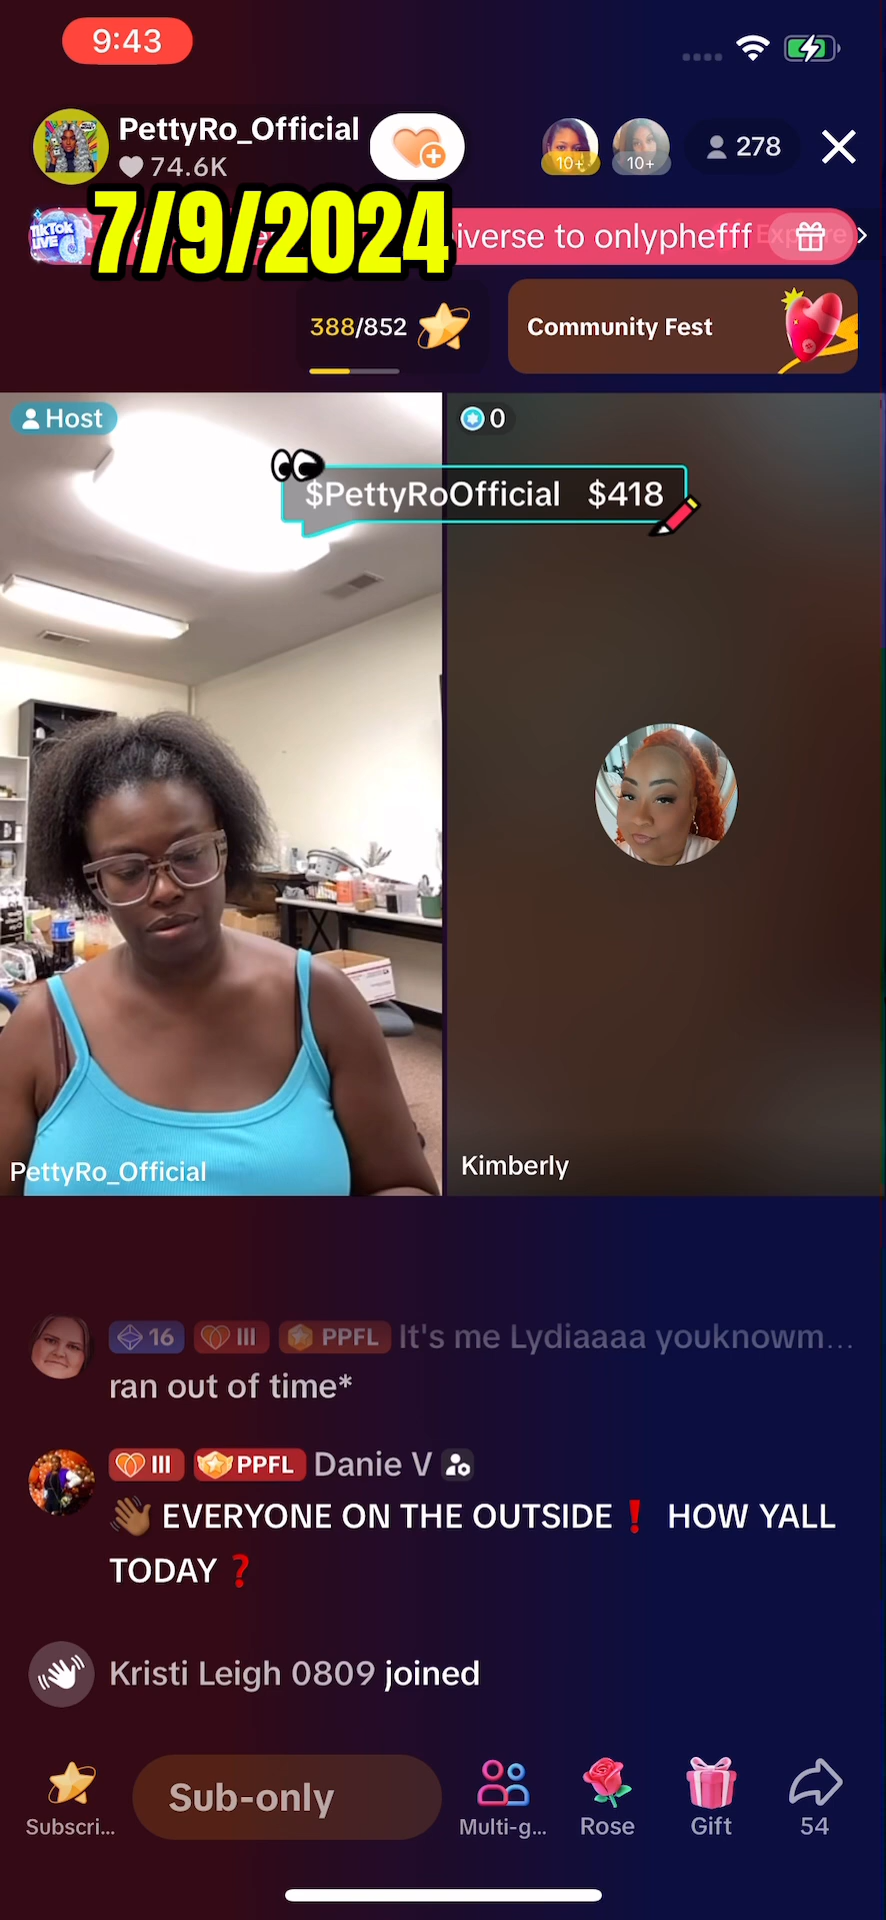 9:43
PettyRo_Official
74.6K
10+
10+
278
TikTok LIVE
7/9/2024
iverse to onlyphefff
388/852
Community Fest
Host
0
$PettyRoOfficial $418
PettyRo_Official
Kimberly
16 III PPFL It's me Lydiaaaa youknowm...
ran out of time*
III PPFL Danie V
EVERYONE ON THE OUTSIDE❗ HOW YALL
TODAY❓
Kristi Leigh 0809 joined
Subscri...
Sub-only
Multi-g...
Rose
Gift
54